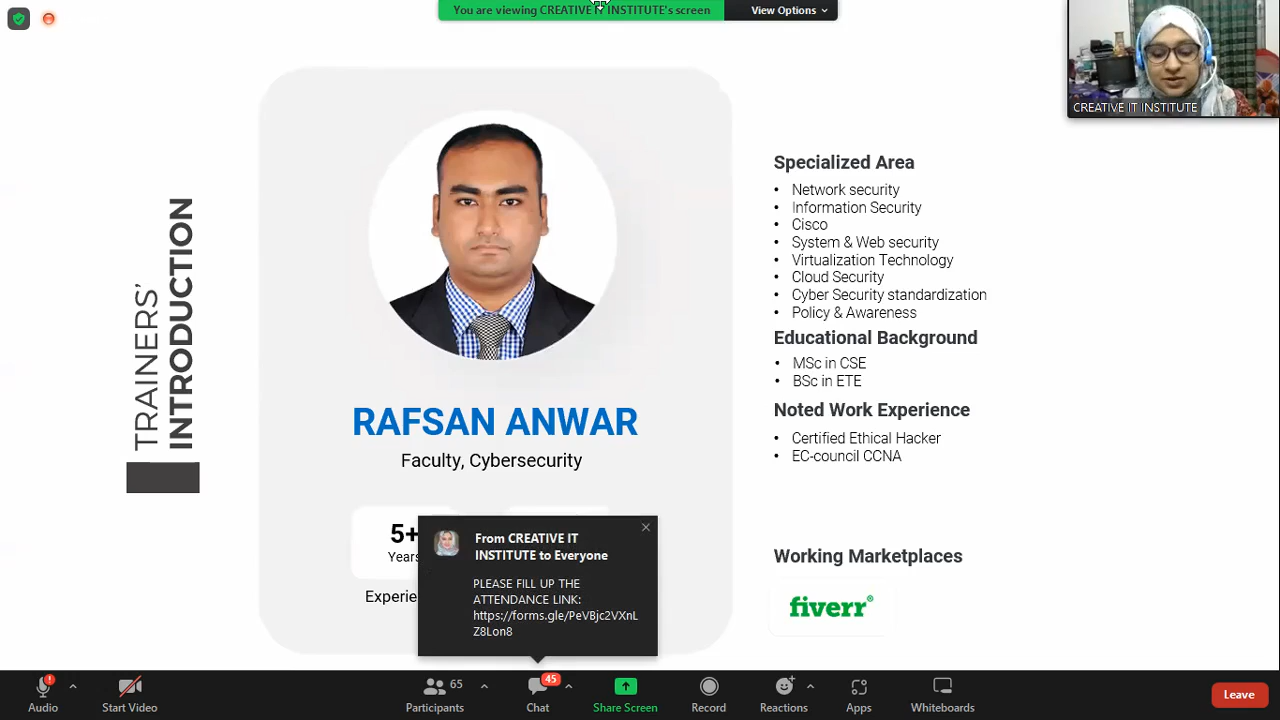 You are viewing CREATIVE IT INSTITUTE's screen
View Options
CREATIVE IT INSTITUTE
TRAINERS'
INTRODUCTION
RAFSAN ANWAR
Faculty, Cybersecurity
5+
Years
Experie
Specialized Area
• Network security
• Information Security
• Cisco
• System & Web security
• Virtualization Technology
• Cloud Security
• Cyber Security standardization
• Policy & Awareness
Educational Background
• MSc in CSE
• BSc in ETE
Noted Work Experience
• Certified Ethical Hacker
• EC-council CCNA
Working Marketplaces
fiverr®
From CREATIVE IT
INSTITUTE to Everyone
PLEASE FILL UP THE
ATTENDANCE LINK:
https://forms.gle/PeVBjc2VXnL
Z8Lon8
Audio
Start Video
65
Participants
45
Chat
Share Screen
Record
Reactions
Apps
Whiteboards
Leave